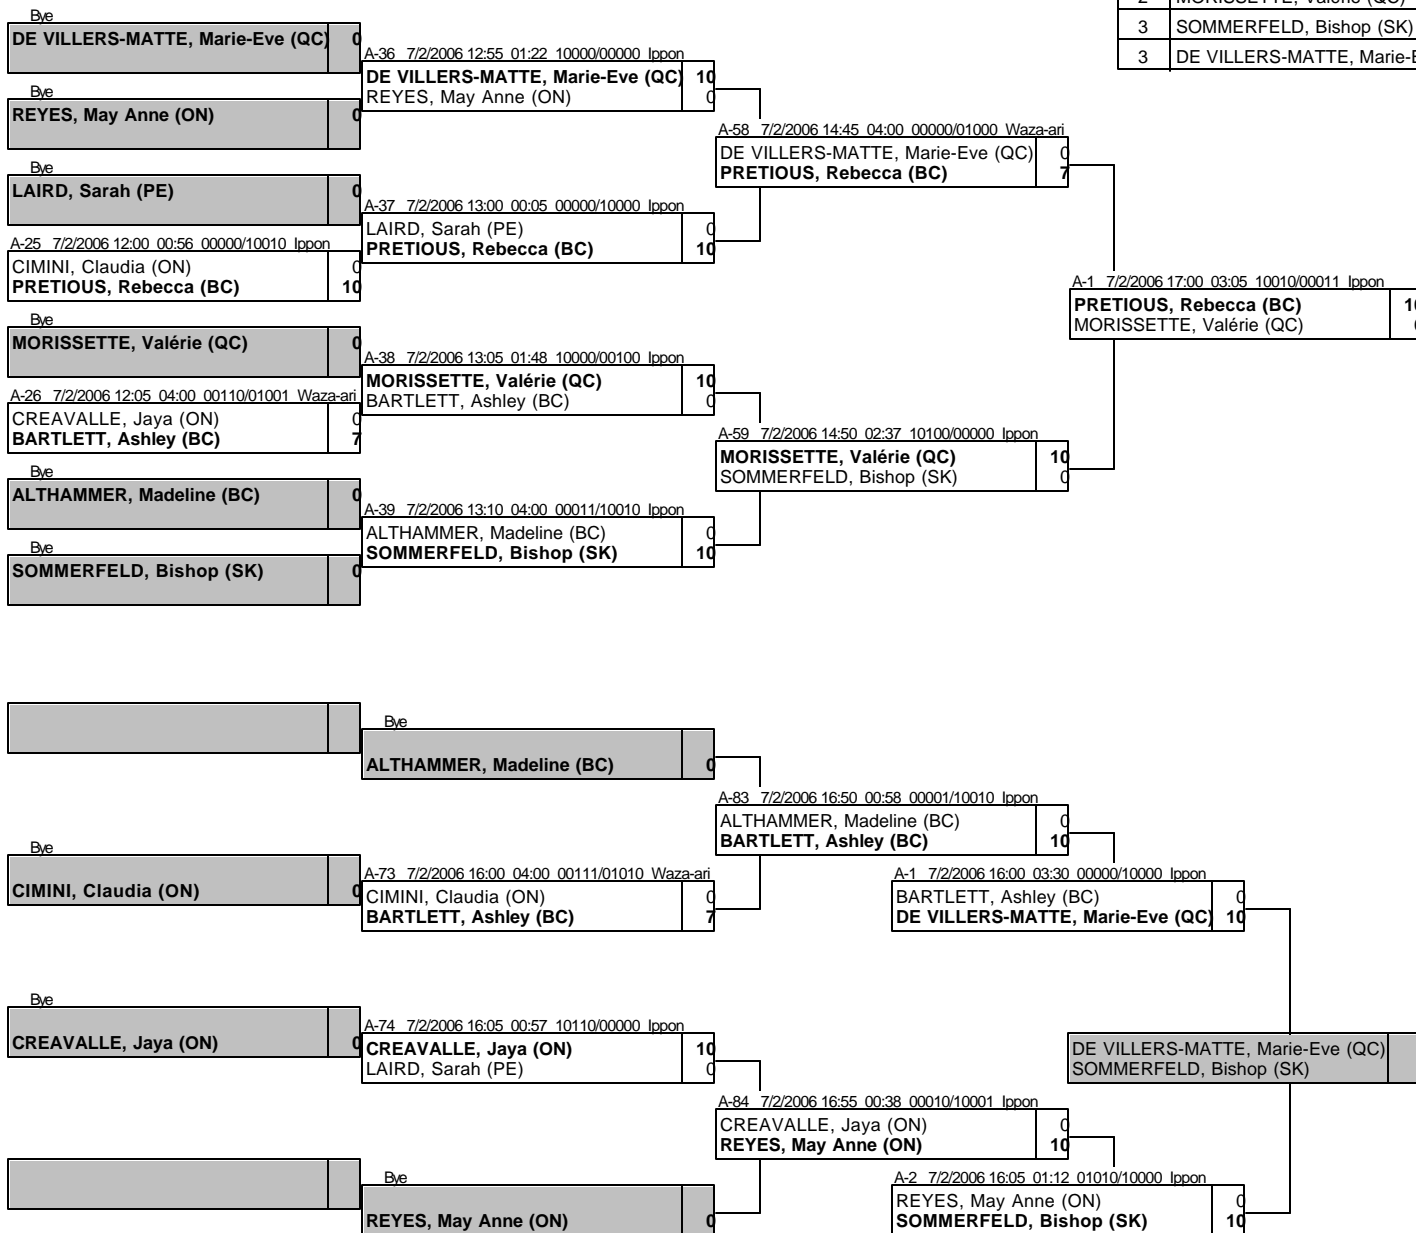 3 SOMMERFELD, Bishop (SK)
3 DE VILLERS-MATTE, Marie-
Bye
DE VILLERS-MATTE, Marie-Eve (QC) 0
A-36 7/2/2006 12:55 01:22 10000/00000 Ippon
DE VILLERS-MATTE, Marie-Eve (QC) 10
REYES, May Anne (ON) 0
Bye
REYES, May Anne (ON) 0
A-58 7/2/2006 14:45 04:00 00000/01000 Waza-ari
DE VILLERS-MATTE, Marie-Eve (QC) 0
PRETIOUS, Rebecca (BC) 7
Bye
LAIRD, Sarah (PE) 0
A-37 7/2/2006 13:00 00:05 00000/10000 Ippon
LAIRD, Sarah (PE) 0
PRETIOUS, Rebecca (BC) 10
A-25 7/2/2006 12:00 00:56 00000/10010 Ippon
CIMINI, Claudia (ON) 0
PRETIOUS, Rebecca (BC) 10
A-1 7/2/2006 17:00 03:05 10010/00011 Ippon
PRETIOUS, Rebecca (BC)
MORISSETTE, Valérie (QC)
Bye
MORISSETTE, Valérie (QC) 0
A-38 7/2/2006 13:05 01:48 10000/00100 Ippon
MORISSETTE, Valérie (QC) 10
BARTLETT, Ashley (BC) 0
A-26 7/2/2006 12:05 04:00 00110/01001 Waza-ari
CREAVALLE, Jaya (ON) 0
BARTLETT, Ashley (BC) 7
A-59 7/2/2006 14:50 02:37 10100/00000 Ippon
MORISSETTE, Valérie (QC) 10
SOMMERFELD, Bishop (SK) 0
Bye
ALTHAMMER, Madeline (BC) 0
A-39 7/2/2006 13:10 04:00 00011/10010 Ippon
ALTHAMMER, Madeline (BC) 0
SOMMERFELD, Bishop (SK) 10
Bye
SOMMERFELD, Bishop (SK) 0
Bye
ALTHAMMER, Madeline (BC) 0
A-83 7/2/2006 16:50 00:58 00001/10010 Ippon
ALTHAMMER, Madeline (BC) 0
BARTLETT, Ashley (BC) 10
Bye
CIMINI, Claudia (ON) 0
A-73 7/2/2006 16:00 04:00 00111/01010 Waza-ari
CIMINI, Claudia (ON) 0
BARTLETT, Ashley (BC) 7
A-1 7/2/2006 16:00 03:30 00000/10000 Ippon
BARTLETT, Ashley (BC) 0
DE VILLERS-MATTE, Marie-Eve (QC) 10
Bye
CREAVALLE, Jaya (ON) 0
A-74 7/2/2006 16:05 00:57 10110/00000 Ippon
CREAVALLE, Jaya (ON) 10
LAIRD, Sarah (PE) 0
DE VILLERS-MATTE, Marie-Eve (QC)
SOMMERFELD, Bishop (SK)
A-84 7/2/2006 16:55 00:38 00010/10001 Ippon
CREAVALLE, Jaya (ON) 0
REYES, May Anne (ON) 10
Bye
REYES, May Anne (ON) 0
A-2 7/2/2006 16:05 01:12 01010/10000 Ippon
REYES, May Anne (ON) 0
SOMMERFELD, Bishop (SK) 10